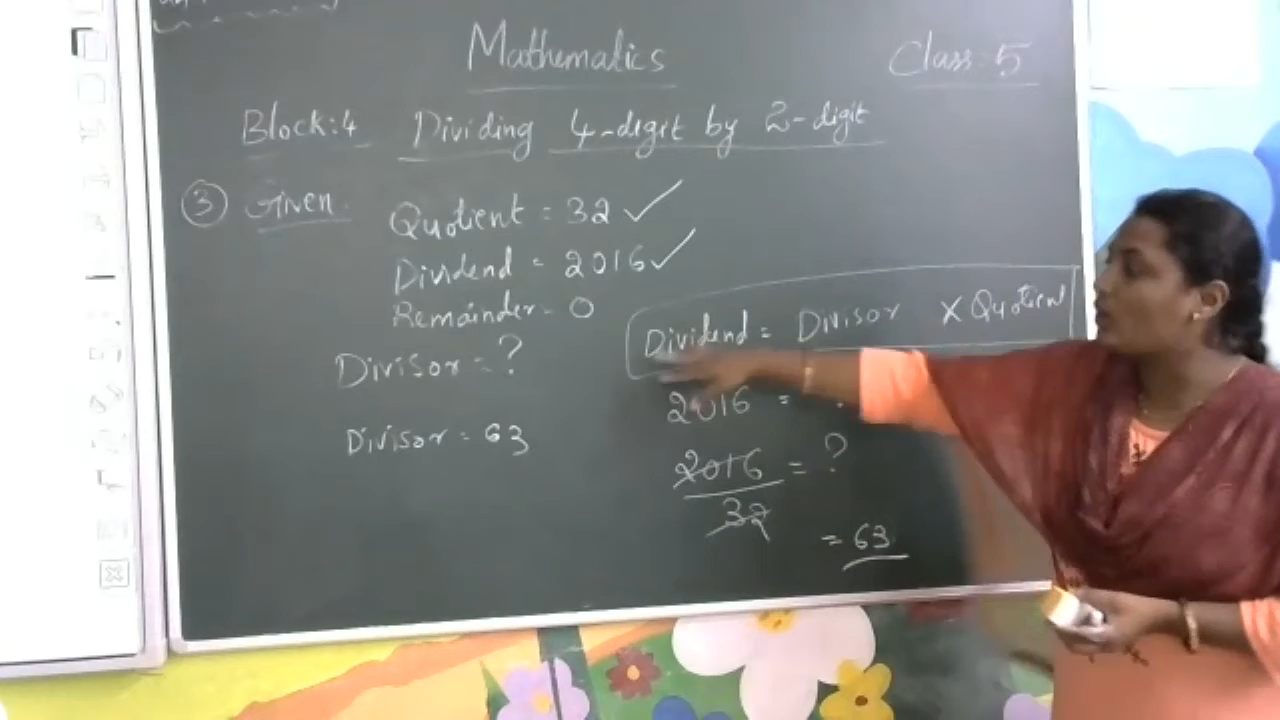 Mathematics
Class: 5
Block: 4 Dividing 4-digit by 2-digit
3 Given
Quotient = 32 ✓
Dividend = 2016 ✓
Remainder = 0
Divisor = ?
Divisor = 63
Dividend = Divisor × Quotien
2016 =
2016/32 = ?
= 63